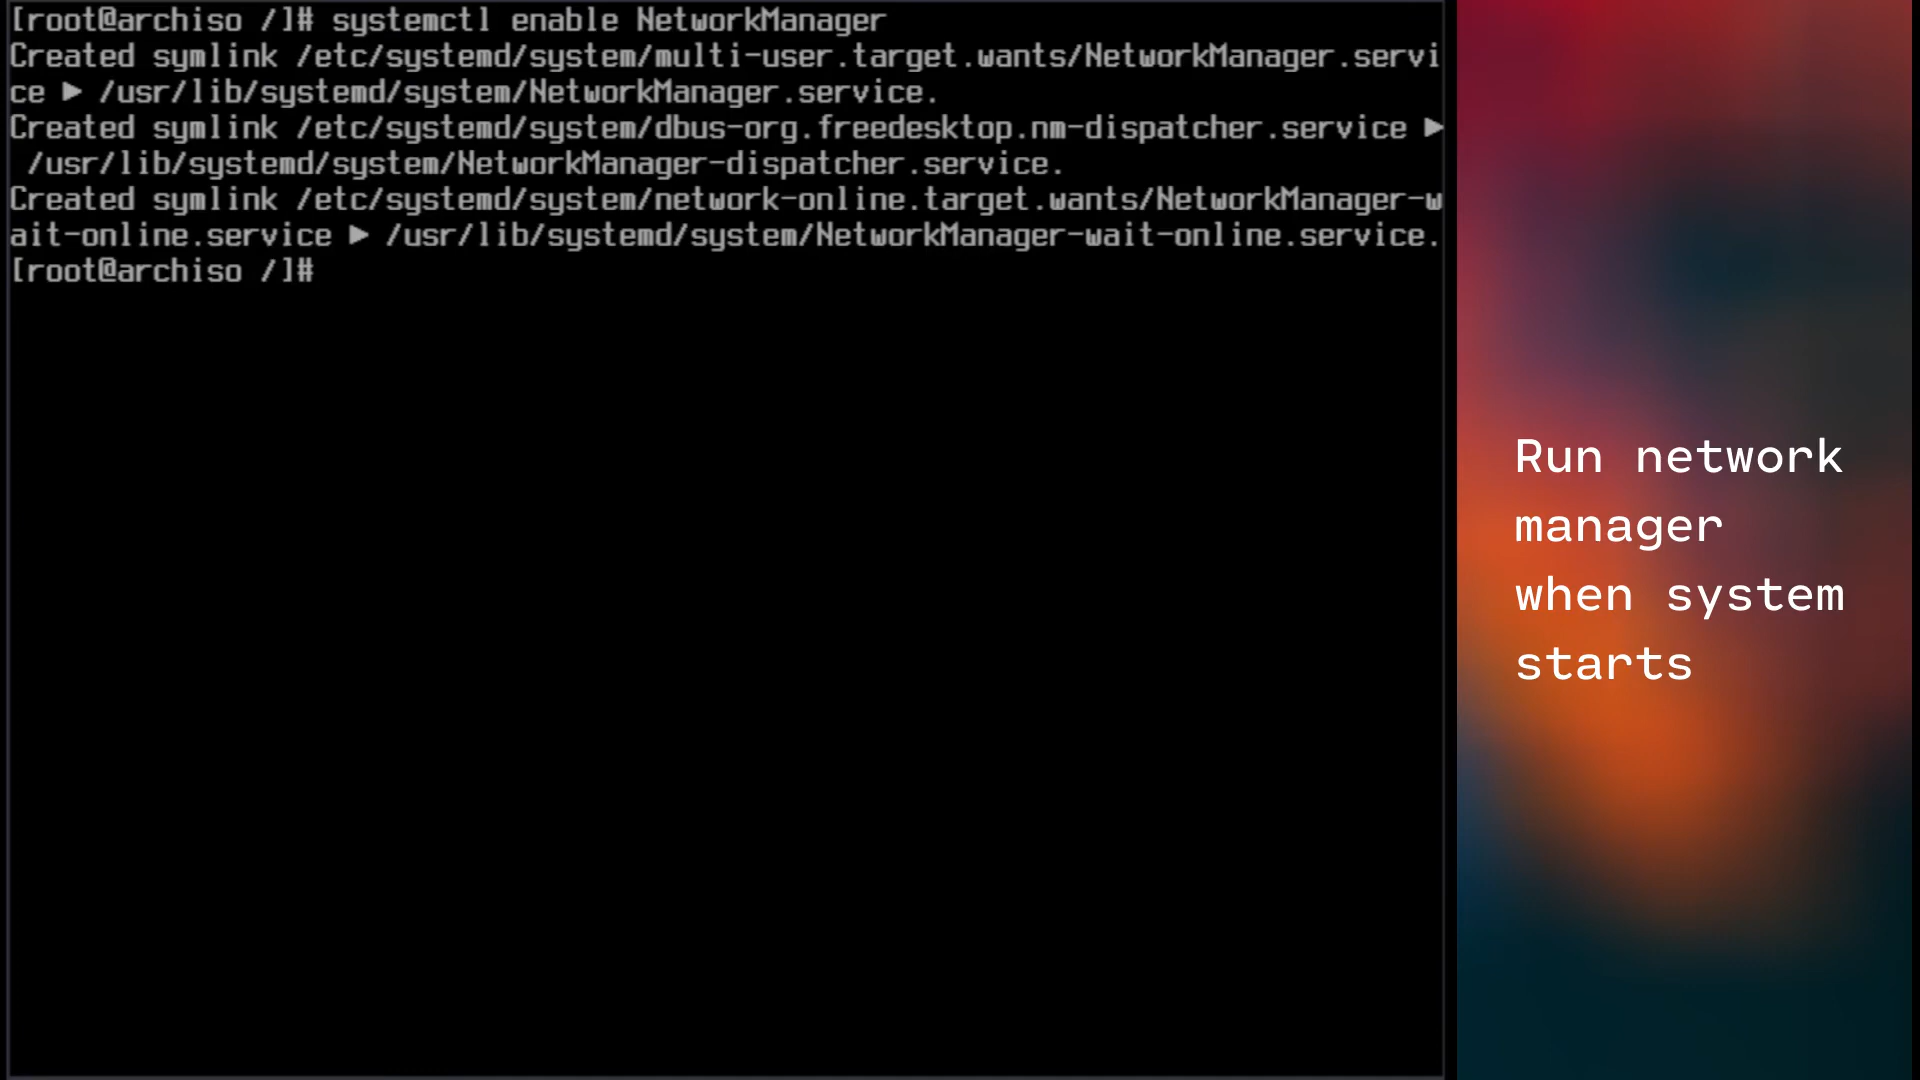 [root@archiso /]# systemctl enable NetworkManager
Created symlink /etc/systemd/system/multi-user.target.wants/NetworkManager.servi
ce ► /usr/lib/systemd/system/NetworkManager.service.
Created symlink /etc/systemd/system/dbus-org.freedesktop.nm-dispatcher.service ►
 /usr/lib/systemd/system/NetworkManager-dispatcher.service.
Created symlink /etc/systemd/system/network-online.target.wants/NetworkManager-w
ait-online.service ► /usr/lib/systemd/system/NetworkManager-wait-online.service.
[root@archiso /]#
Run network
manager
when system
starts